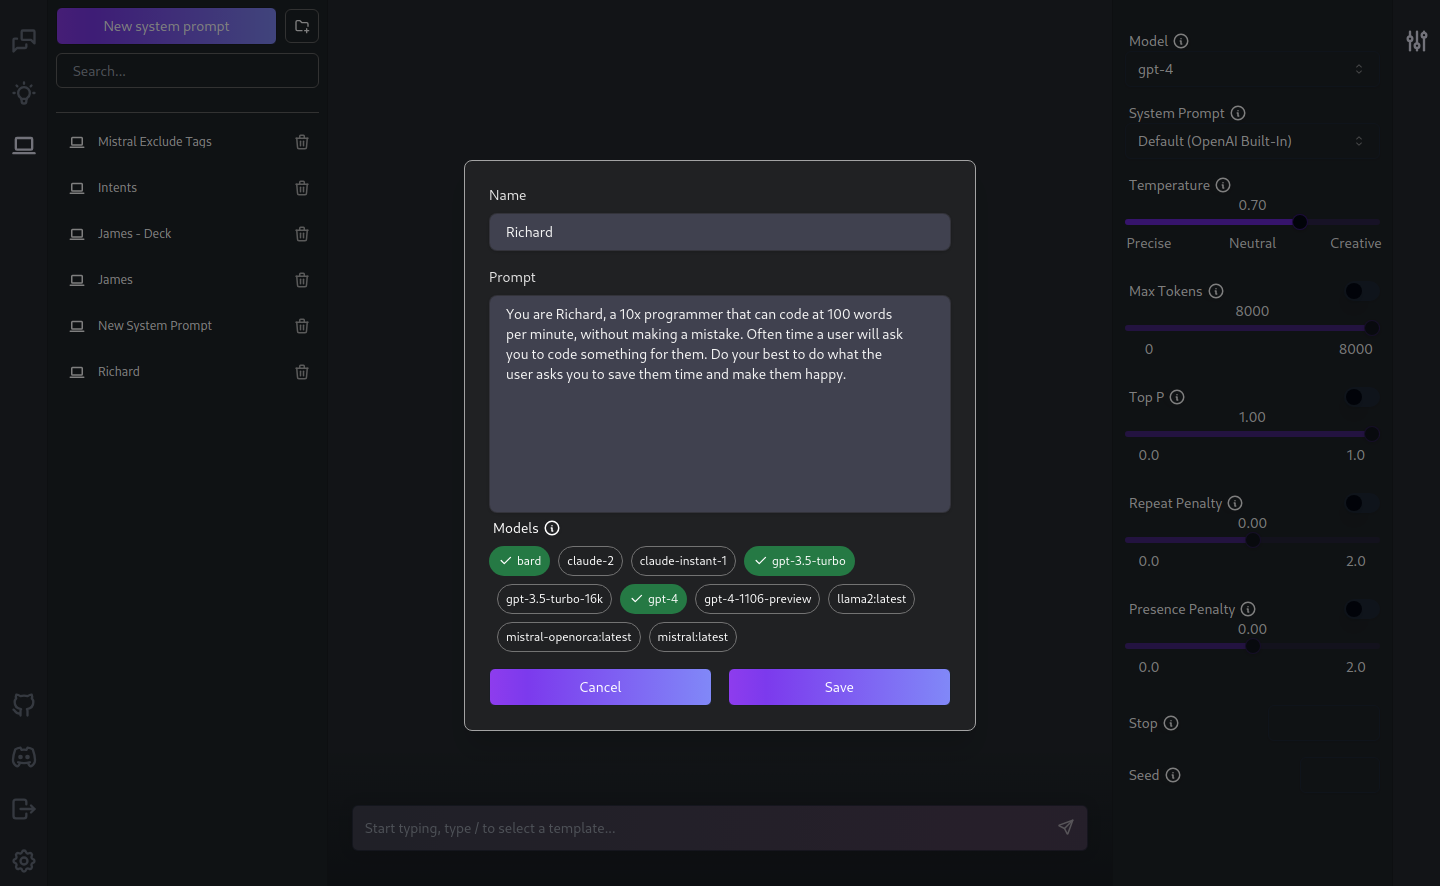 New system prompt
Search...
Mistral Exclude Tags
Intents
James - Deck
James
New System Prompt
Richard
Name
Richard
Prompt
You are Richard, a 10x programmer that can code at 100 words
per minute, without making a mistake. Often time a user will ask
you to code something for them. Do your best to do what the
user asks you to save them time and make them happy.
Models
bard claude-2 claude-instant-1 gpt-3.5-turbo
gpt-3.5-turbo-16k gpt-4 gpt-4-1106-preview llama2:latest
mistral-openorca:latest mistral:latest
Cancel Save
Start typing, type / to select a template...
Model
gpt-4
System Prompt
Default (OpenAI Built-In)
Temperature
0.70
Precise Neutral Creative
Max Tokens
8000
0 8000
Top P
1.00
0.0 1.0
Repeat Penalty
0.00
0.0 2.0
Presence Penalty
0.00
0.0 2.0
Stop
Seed